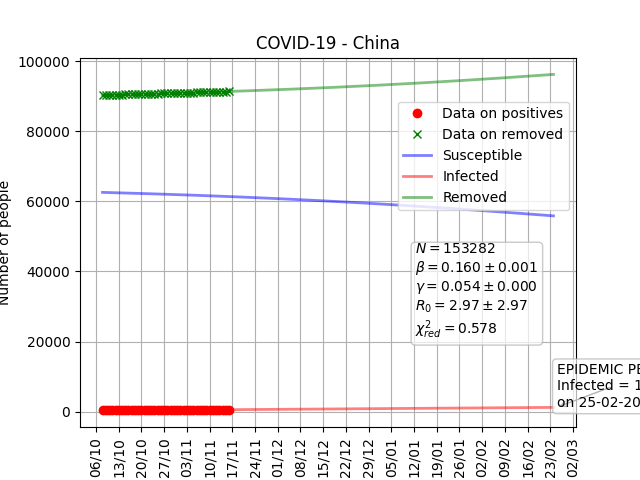 COVID-19 - China
Number of people
100000
80000
60000
40000
20000
0
Data on positives
Data on removed
Susceptible
Infected
Removed
N = 153282
β = 0.160 ± 0.001
γ = 0.054 ± 0.000
R₀ = 2.97 ± 2.97
χ²red = 0.578
EPIDEMIC PE
Infected = 1
on 25-02-20
06/10
13/10
20/10
27/10
03/11
10/11
17/11
24/11
01/12
08/12
15/12
22/12
29/12
05/01
12/01
19/01
26/01
02/02
09/02
16/02
23/02
02/03